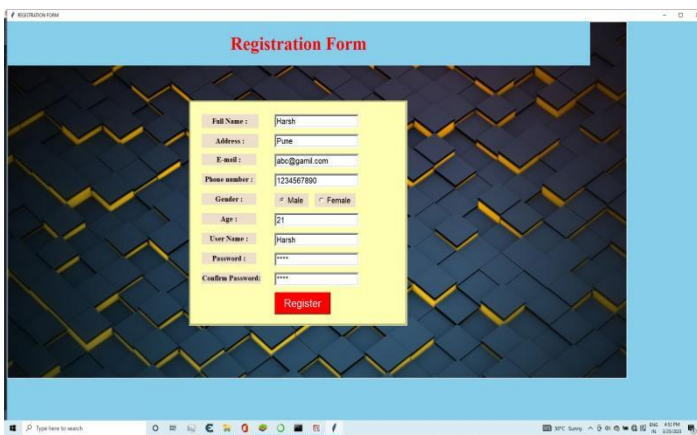 REGISTRATION FORM
Registration Form
Full Name : Harsh
Address : Pune
E-mail : abc@gamil.com
Phone number : 1234567890
Gender : Male Female
Age : 21
User Name : Harsh
Password : ****
Confirm Password: ****
Register
Type here to search
30°C Sunny
ENG 4:52 PM
IN